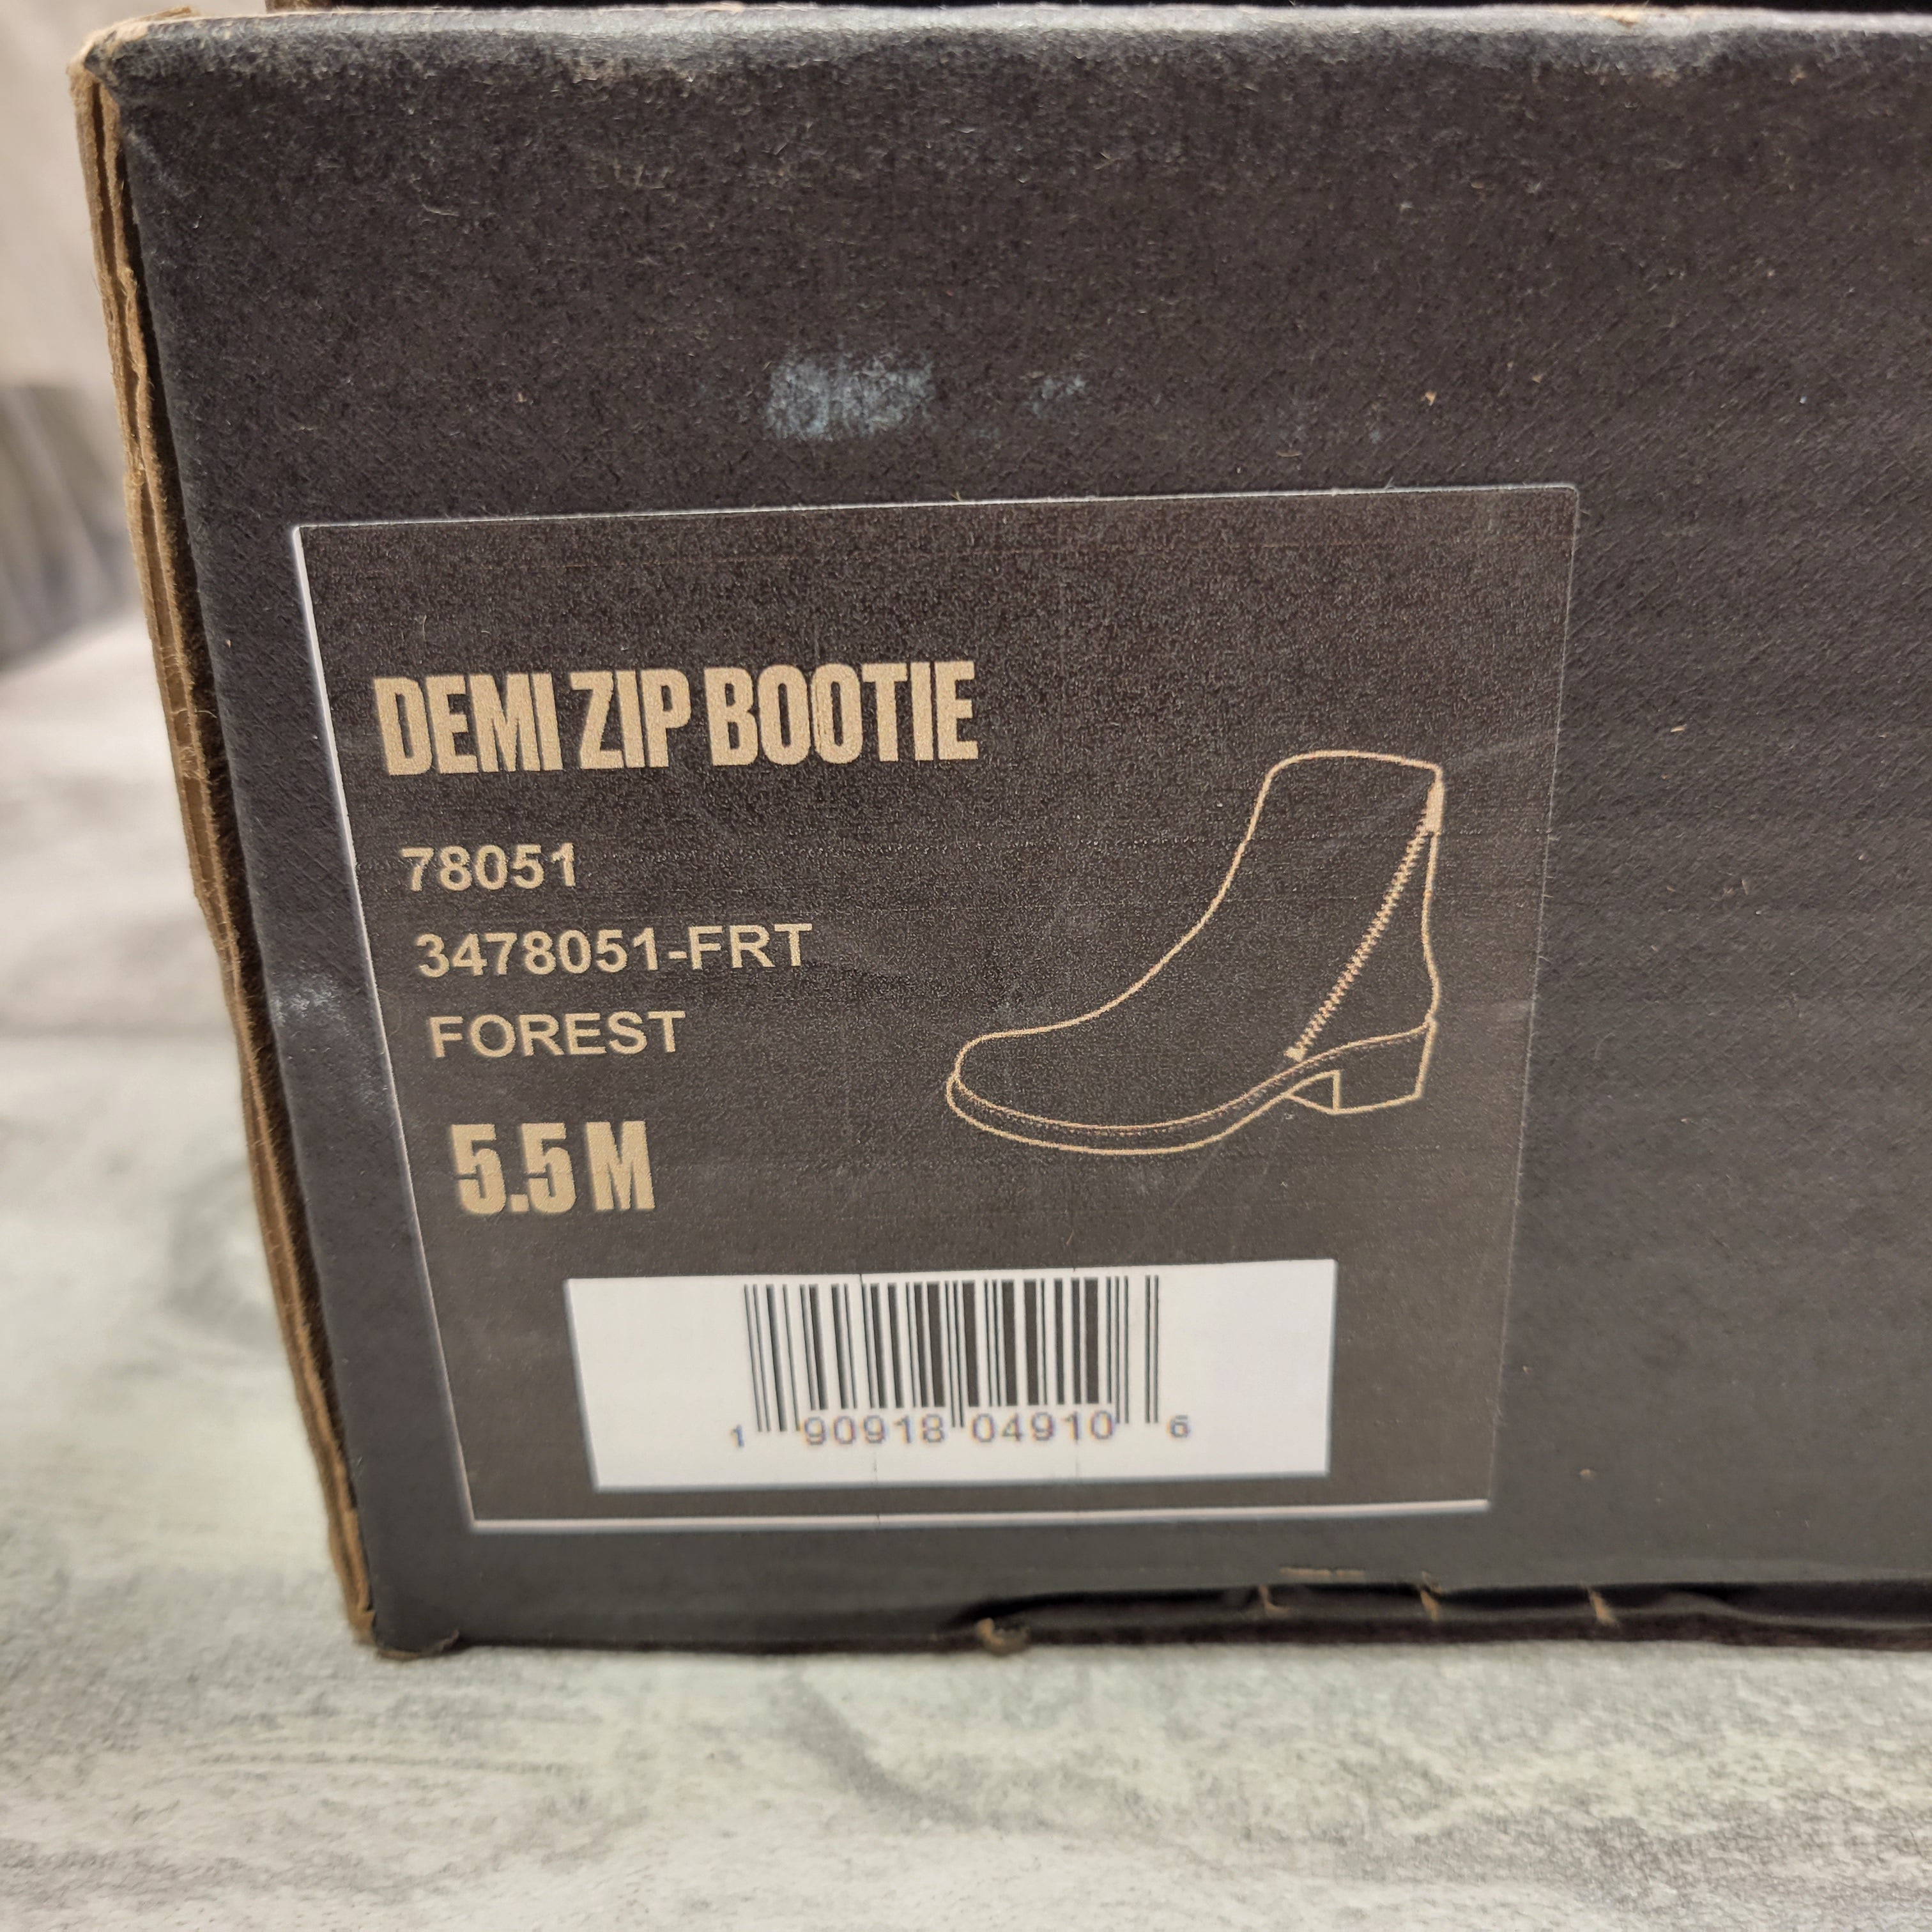 DEMI ZIP BOOTIE
78051
3478051-FRT
FOREST
5.5 M
1 90918 04910 6